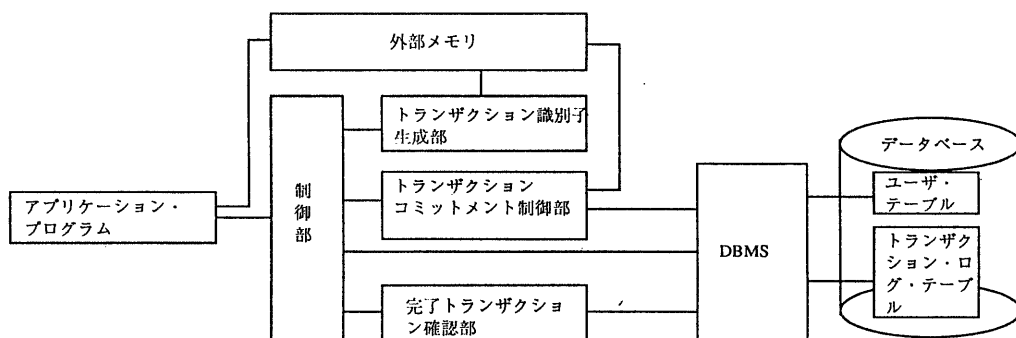 外部メモリ
トランザクション識別子
生成部
データベース
制御部
トランザクション
コミットメント制御部
ユーザ・
テーブル
アプリケーション・
プログラム
DBMS
トランザク
ション・ロ
グ・テーブ
ル
完了トランザクショ
ン確認部